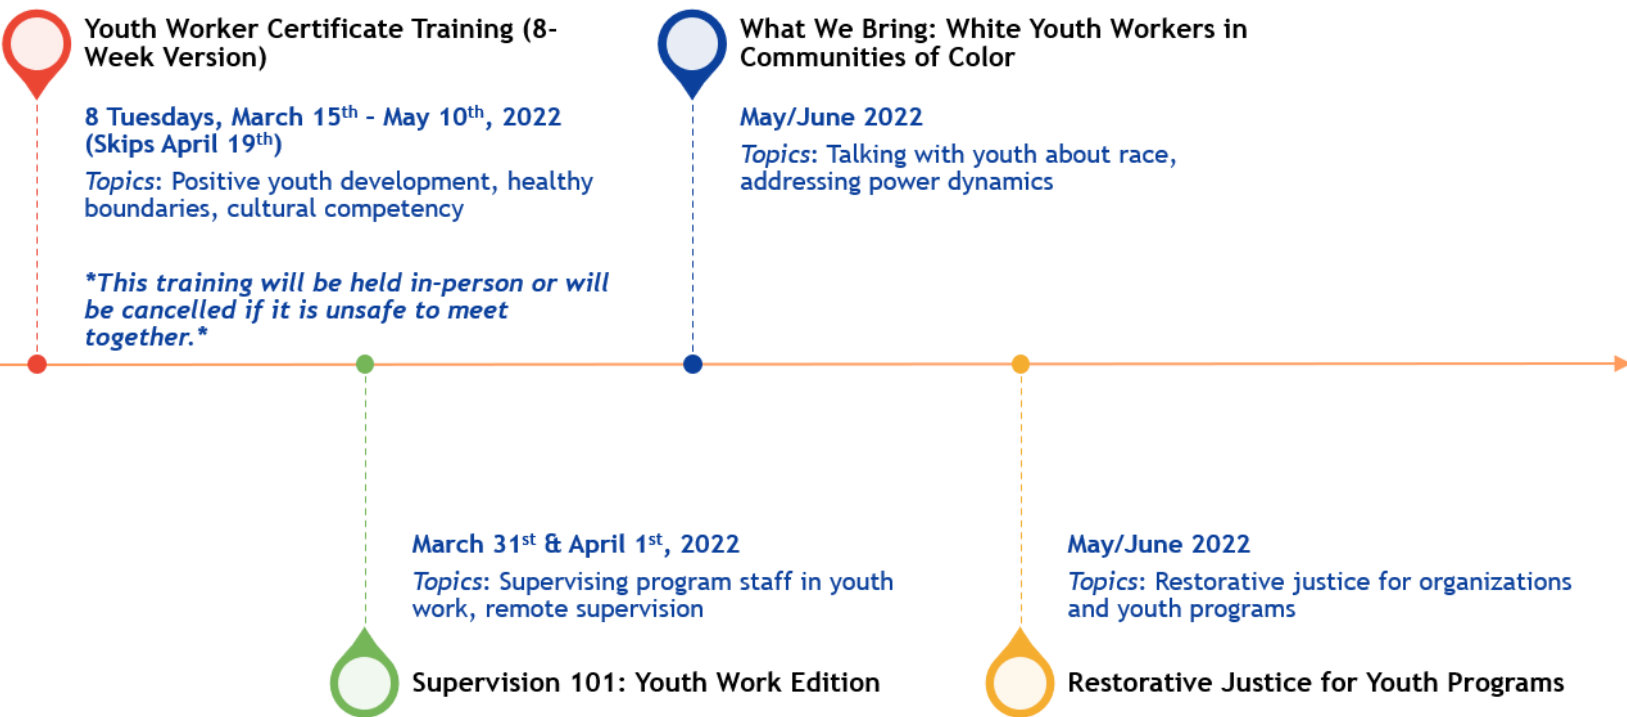 Youth Worker Certificate Training (8-
Week Version)
8 Tuesdays, March 15th – May 10th, 2022
(Skips April 19th)
Topics: Positive youth development, healthy
boundaries, cultural competency
*This training will be held in-person or will
be cancelled if it is unsafe to meet
together.*
What We Bring: White Youth Workers in
Communities of Color
May/June 2022
Topics: Talking with youth about race,
addressing power dynamics
March 31st & April 1st, 2022
Topics: Supervising program staff in youth
work, remote supervision
Supervision 101: Youth Work Edition
May/June 2022
Topics: Restorative justice for organizations
and youth programs
Restorative Justice for Youth Programs